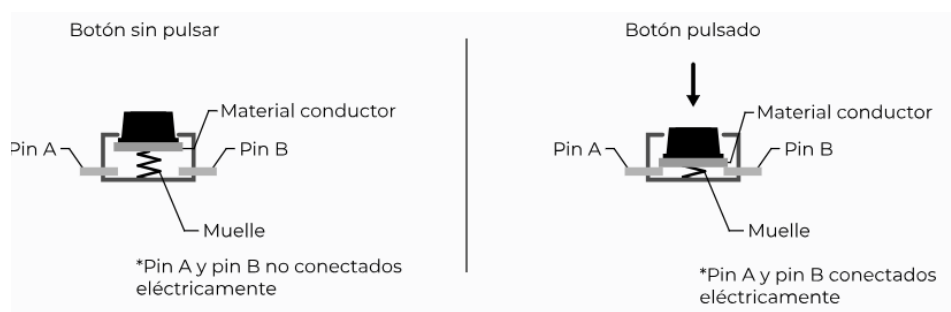 Botón sin pulsar
Material conductor
Pin A
Pin B
Muelle
*Pin A y pin B no conectados
eléctricamente
Botón pulsado
Material conductor
Pin A
Pin B
Muelle
*Pin A y pin B conectados
eléctricamente